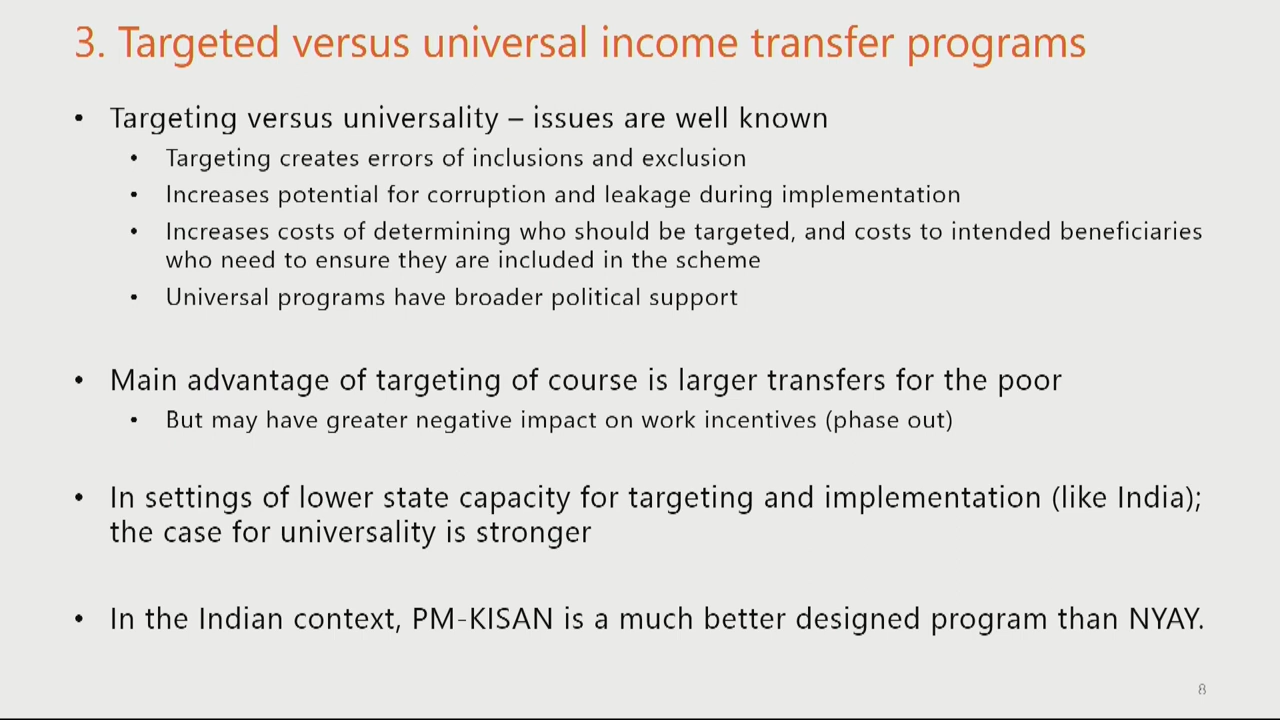 3. Targeted versus universal income transfer programs
• Targeting versus universality – issues are well known
• Targeting creates errors of inclusions and exclusion
• Increases potential for corruption and leakage during implementation
• Increases costs of determining who should be targeted, and costs to intended beneficiaries
who need to ensure they are included in the scheme
• Universal programs have broader political support
• Main advantage of targeting of course is larger transfers for the poor
• But may have greater negative impact on work incentives (phase out)
• In settings of lower state capacity for targeting and implementation (like India);
the case for universality is stronger
• In the Indian context, PM-KISAN is a much better designed program than NYAY.
8